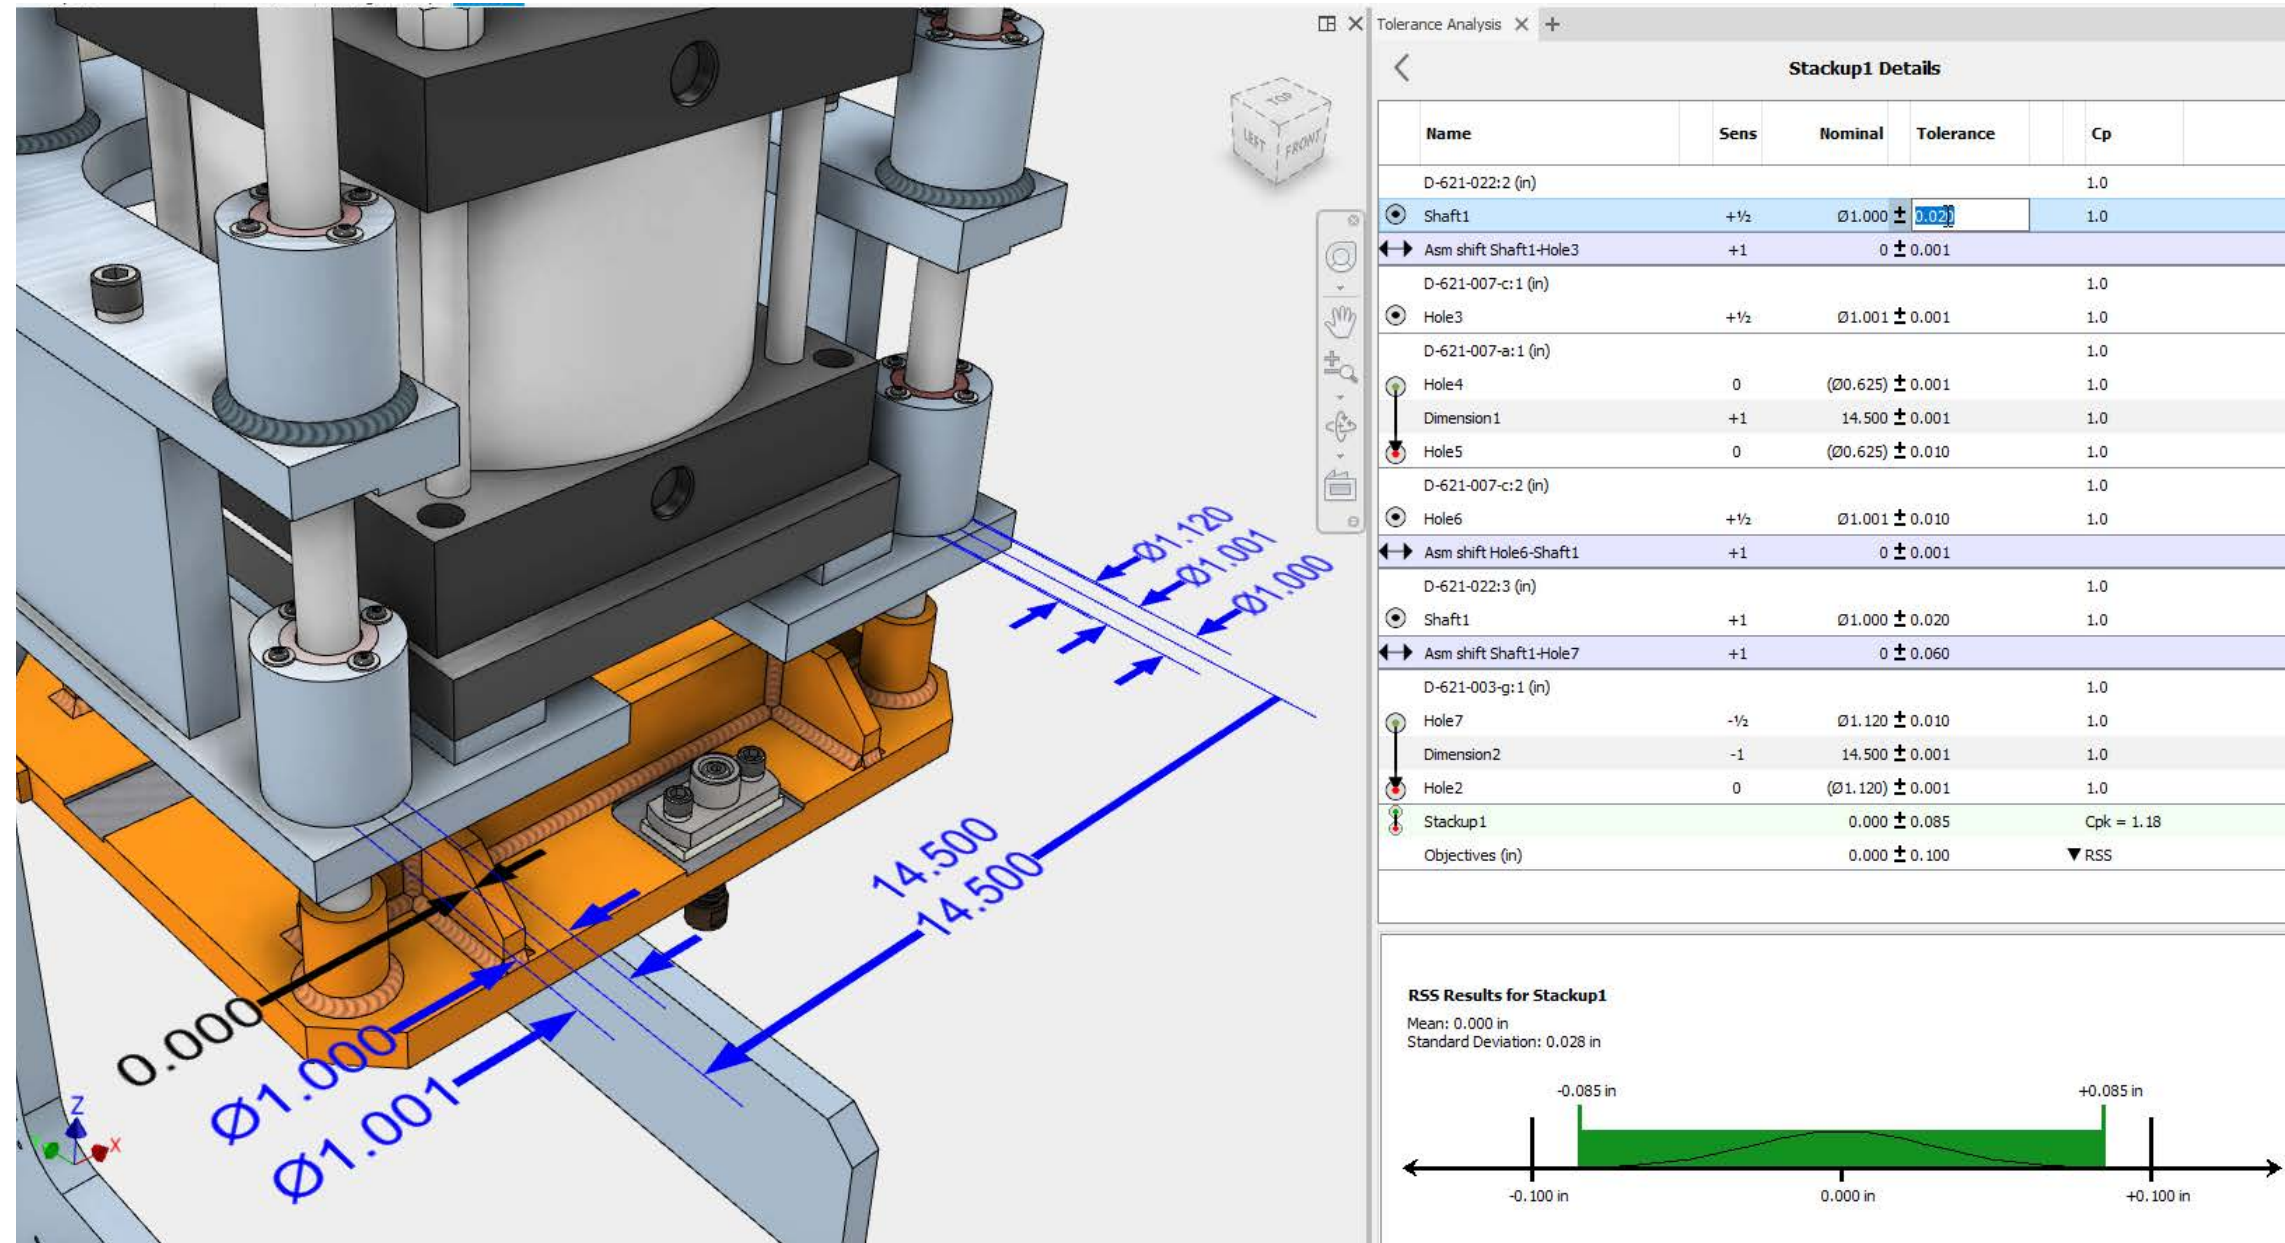 Tolerance Analysis
Stackup1 Details
Name Sens Nominal Tolerance Cp
D-621-022:2 (in) 1.0
Shaft1 +½ Ø1.000 ± 0.020 1.0
Asm shift Shaft1-Hole3 +1 0 ± 0.001
D-621-007-c:1 (in) 1.0
Hole3 +½ Ø1.001 ± 0.001 1.0
D-621-007-a:1 (in) 1.0
Hole4 0 (Ø0.625) ± 0.001 1.0
Dimension1 +1 14.500 ± 0.001 1.0
Hole5 0 (Ø0.625) ± 0.010 1.0
D-621-007-c:2 (in) 1.0
Hole6 +½ Ø1.001 ± 0.010 1.0
Asm shift Hole6-Shaft1 +1 0 ± 0.001
D-621-022:3 (in) 1.0
Shaft1 +1 Ø1.000 ± 0.020 1.0
Asm shift Shaft1-Hole7 +1 0 ± 0.060
D-621-003-g:1 (in) 1.0
Hole7 -½ Ø1.120 ± 0.010 1.0
Dimension2 -1 14.500 ± 0.001 1.0
Hole2 0 (Ø1.120) ± 0.001 1.0
Stackup1 0.000 ± 0.085 Cpk = 1.18
Objectives (in) 0.000 ± 0.100 RSS
RSS Results for Stackup1
Mean: 0.000 in
Standard Deviation: 0.028 in
-0.085 in +0.085 in
-0.100 in 0.000 in +0.100 in
TOP
LEFT FRONT
Ø1.120
Ø1.001
Ø1.000
14.500
14.500
0.000
Ø1.000
Ø1.001
Z
X